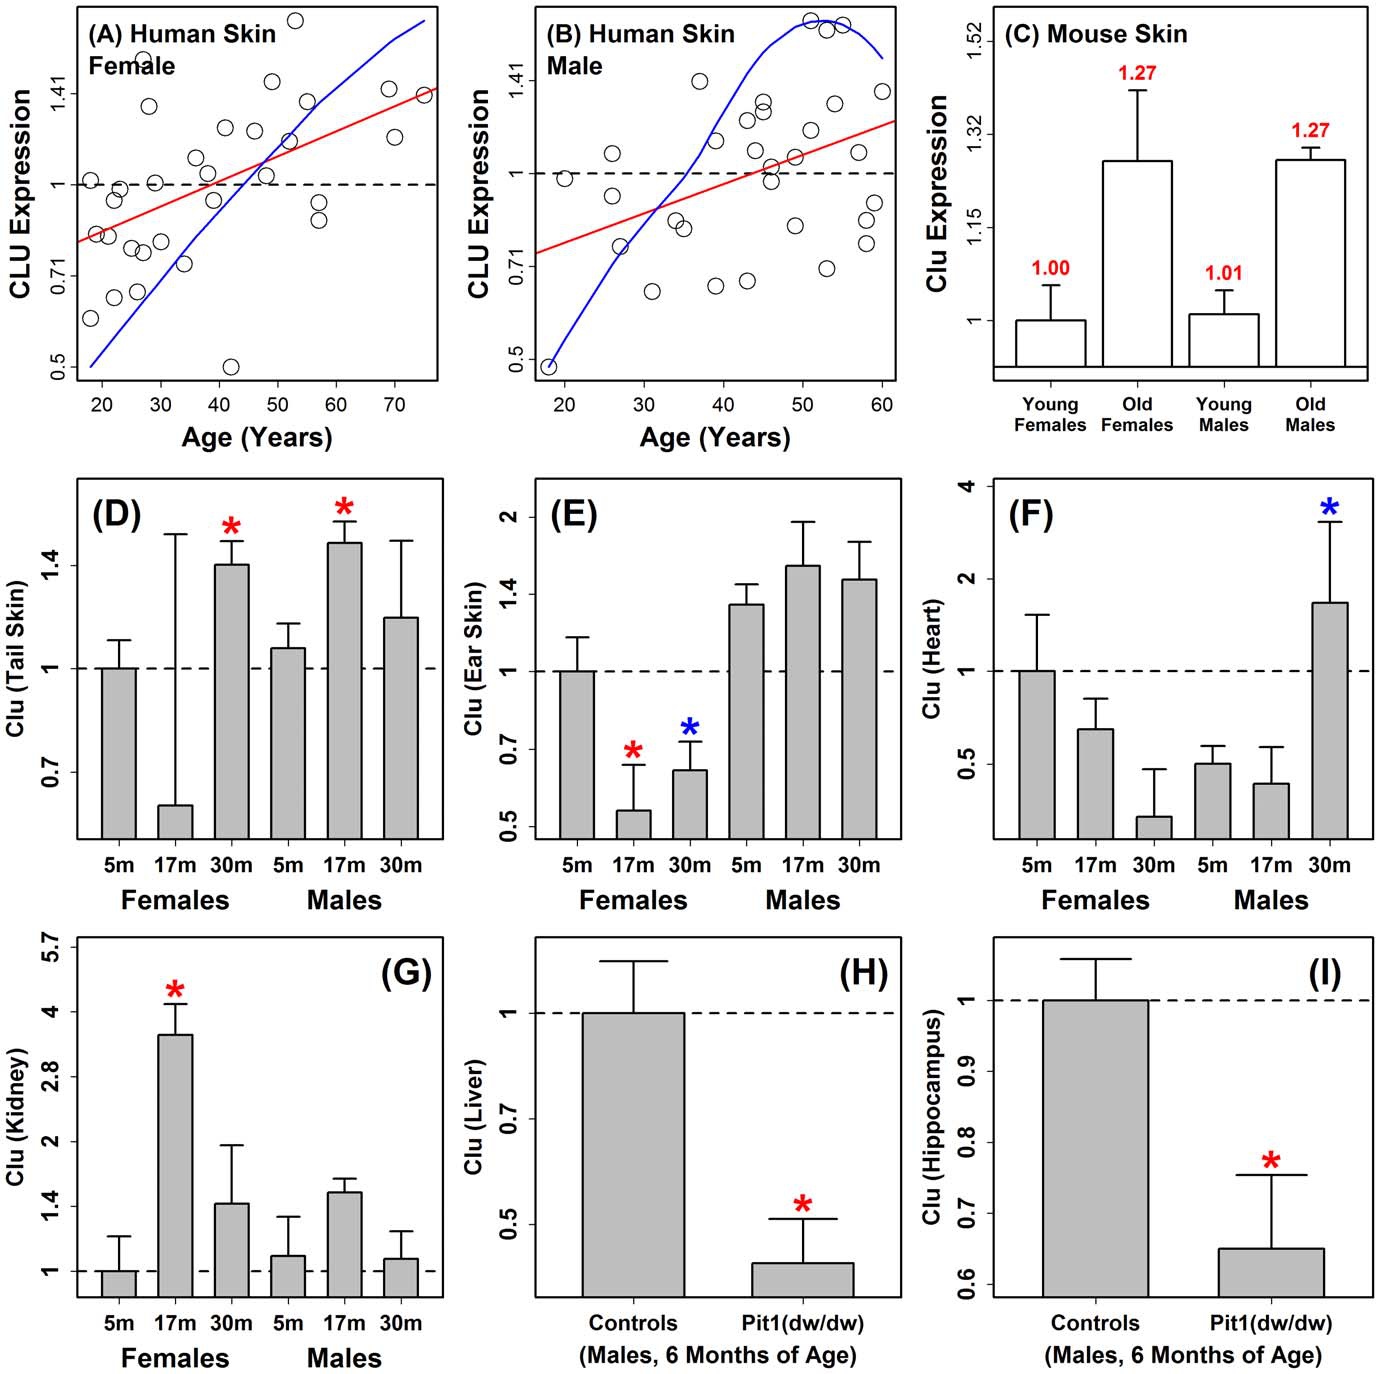 (A) Human Skin
Female
CLU Expression
1.41
1
0.71
0.5
20 30 40 50 60 70
Age (Years)
(B) Human Skin
Male
CLU Expression
1.41
1
0.71
0.5
20 30 40 50 60
Age (Years)
(C) Mouse Skin
Clu Expression
1.52
1.32
1.15
1
1.00
1.27
1.01
1.27
Young Old Young Old
Females Females Males Males
(D)
Clu (Tail Skin)
1.4
1
0.7
*
*
5m 17m 30m 5m 17m 30m
Females Males
(E)
Clu (Ear Skin)
2
1.4
1
0.7
0.5
*
*
5m 17m 30m 5m 17m 30m
Females Males
(F)
Clu (Heart)
4
2
1
0.5
*
5m 17m 30m 5m 17m 30m
Females Males
(G)
Clu (Kidney)
5.7
4
2.8
2
1.4
1
*
5m 17m 30m 5m 17m 30m
Females Males
(H)
Clu (Liver)
1
0.7
0.5
*
Controls Pit1(dw/dw)
(Males, 6 Months of Age)
(I)
Clu (Hippocampus)
1
0.9
0.8
0.7
0.6
*
Controls Pit1(dw/dw)
(Males, 6 Months of Age)